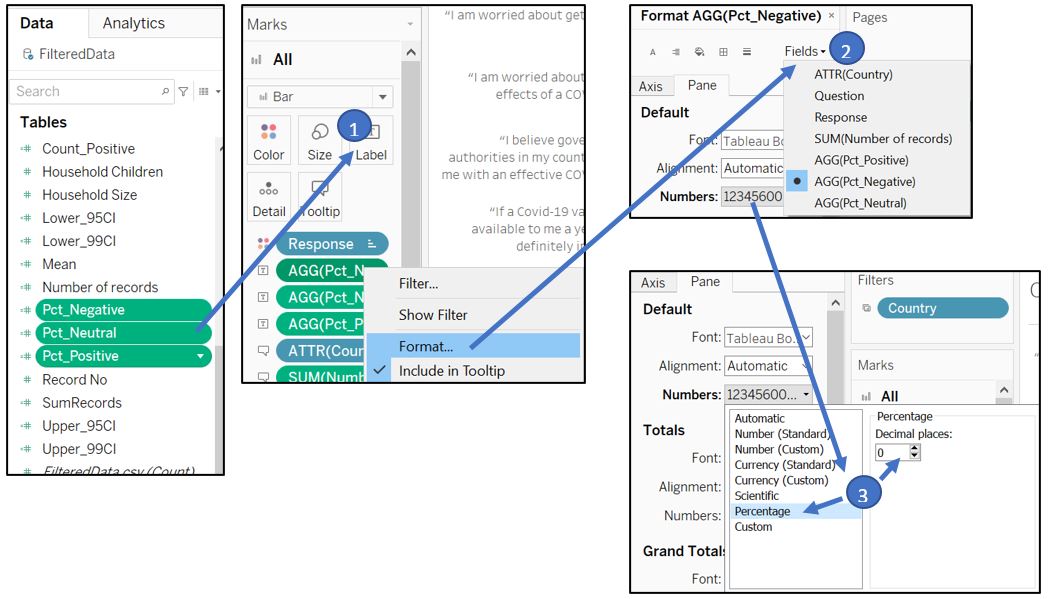 Data
Analytics
FilteredData
Search
Tables
Count_Positive
Household Children
Household Size
Lower_95CI
Lower_99CI
Mean
Number of records
Pct_Negative
Pct_Neutral
Pct_Positive
Record No
SumRecords
Upper_95CI
Upper_99CI
FilteredData.csv (Count)
Marks
All
Bar
1
Color
Size
Label
Detail
Tooltip
Response
AGG(Pct_N
AGG(Pct_N
AGG(Pct_P
ATTR(Cour
SUM(Numb
Filter...
Show Filter
Format...
Include in Tooltip
"I am worried about get
"I am worried about
effects of a CO
"I believe gove
authorities in my count
me with an effective COV
"If a Covid-19 va
available to me a ye
definitely in
Format AGG(Pct_Negative) ×
Pages
Fields
2
Axis
Pane
ATTR(Country)
Question
Response
SUM(Number of records)
AGG(Pct_Positive)
AGG(Pct_Negative)
AGG(Pct_Neutral)
Default
Font: Tableau Bo...
Alignment: Automatic
Numbers: 12345600
Axis
Pane
Filters
Country
Default
Font: Tableau Bo...
Alignment: Automatic
Numbers: 12345600...
Marks
All
Totals
Font:
Alignment:
Numbers:
Grand Totals
Font:
Automatic
Number (Standard)
Number (Custom)
Currency (Standard)
Currency (Custom)
Scientific
Percentage
Custom
Percentage
Decimal places:
0
3